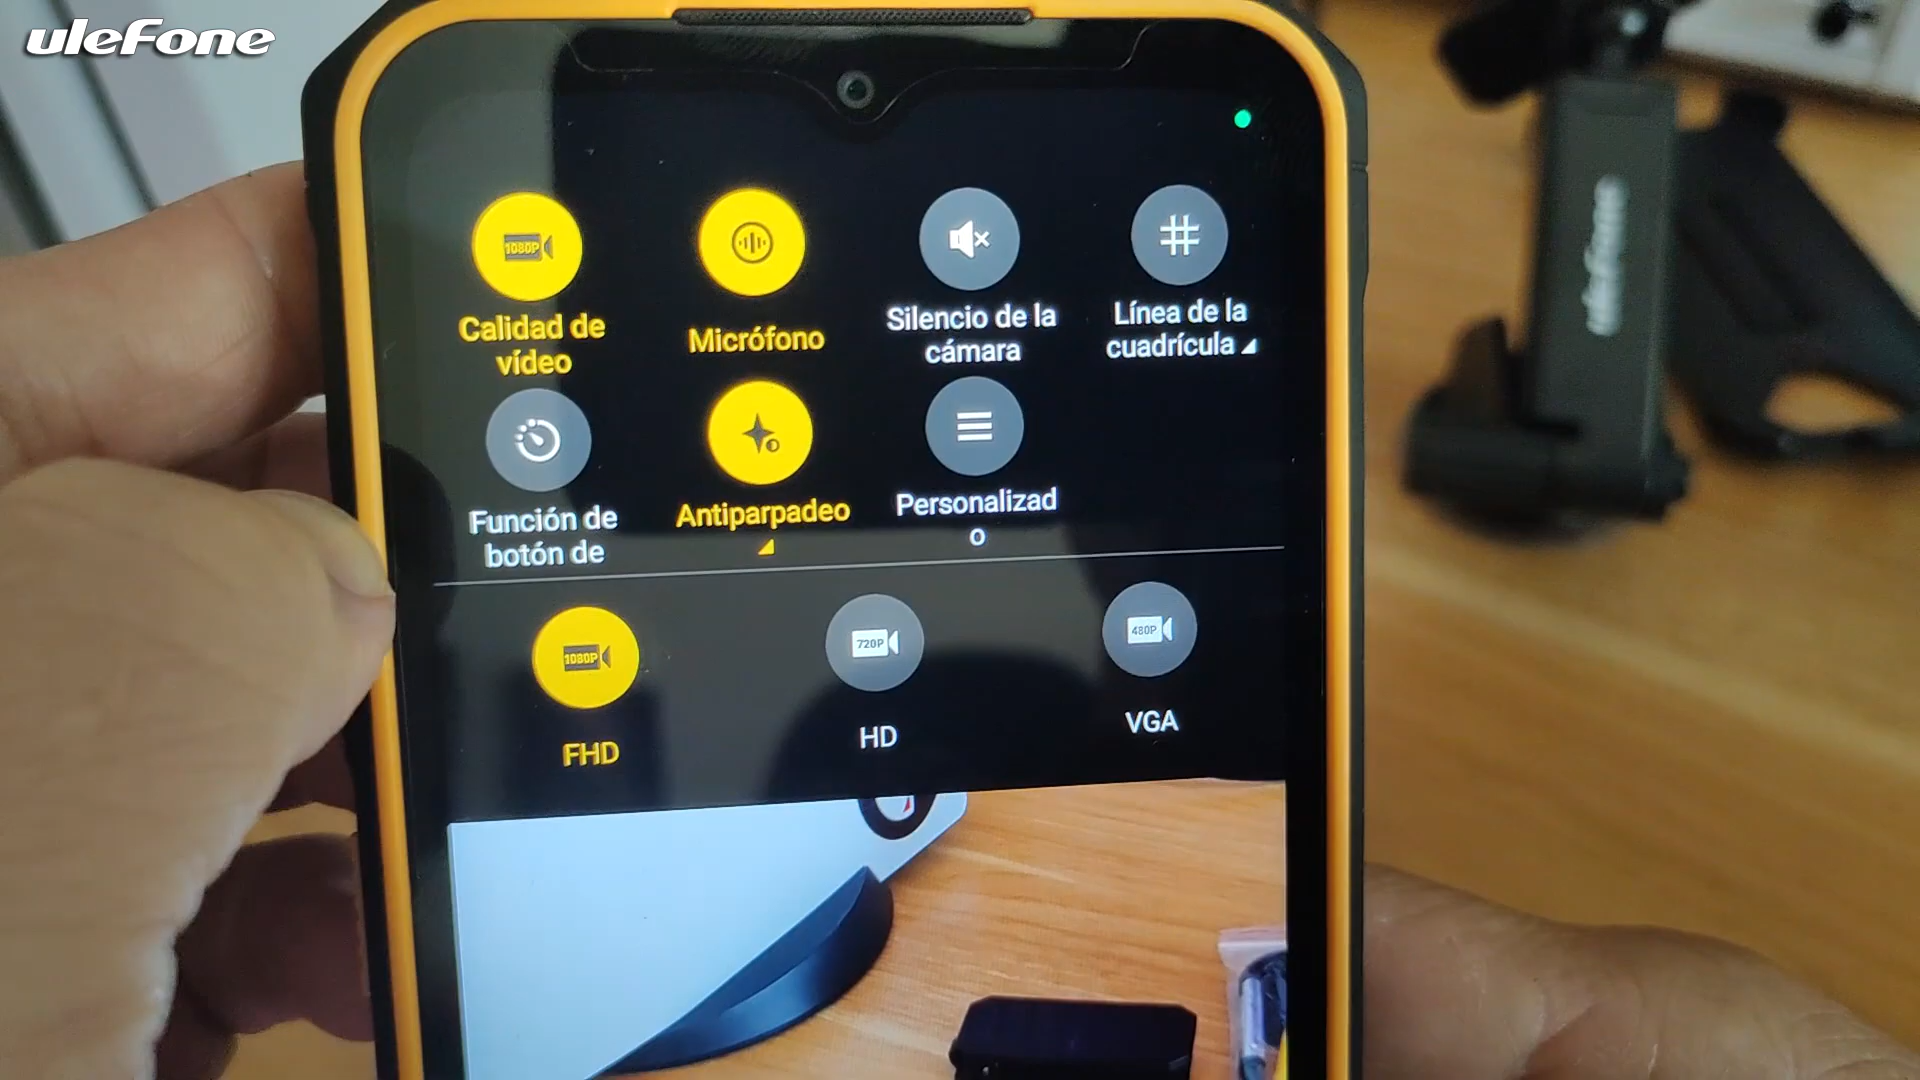 uleFone
1080P
Calidad de
vídeo
Micrófono
Silencio de la
cámara
Línea de la
cuadrícula
Función de
botón de
Antiparpadeo
Personalizad
o
1080P
FHD
720P
HD
480P
VGA
uleFone